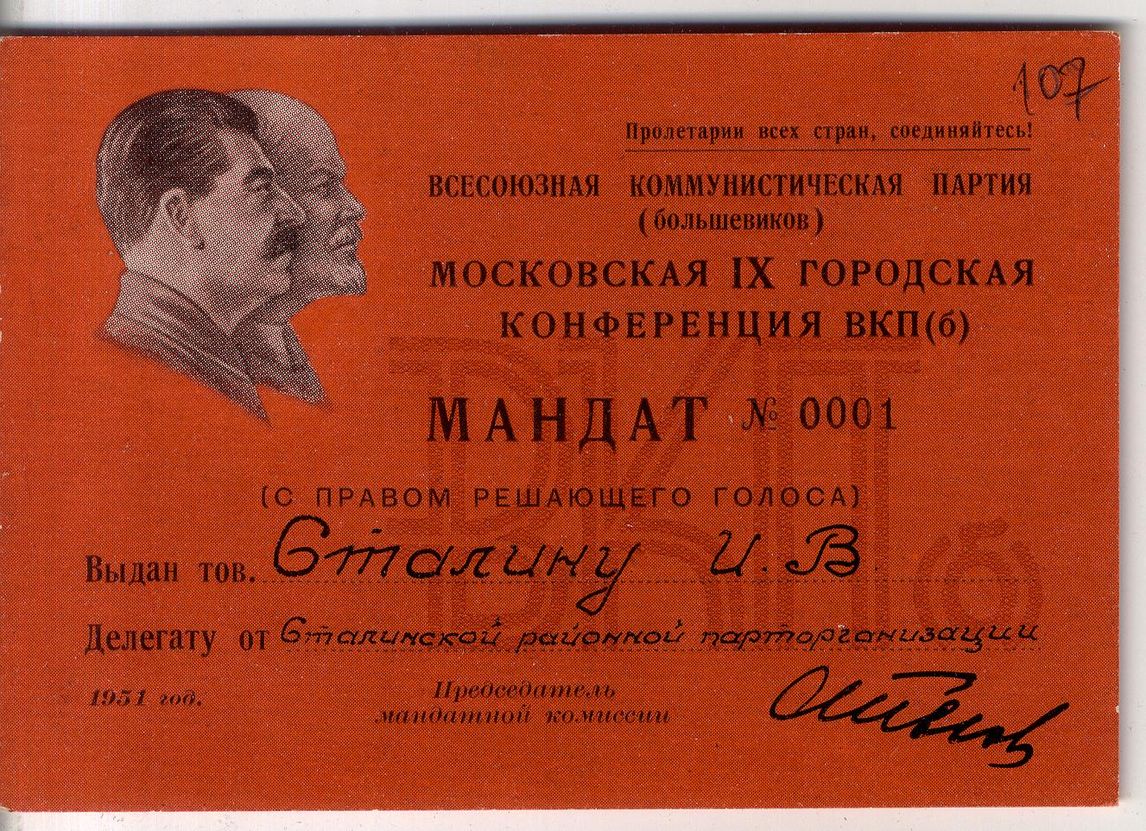 107
Пролетарии всех стран, соединяйтесь!
ВСЕСОЮЗНАЯ КОММУНИСТИЧЕСКАЯ ПАРТИЯ
(большевиков)
МОСКОВСКАЯ IX ГОРОДСКАЯ
КОНФЕРЕНЦИЯ ВКП(б)
МАНДАТ № 0001
(С ПРАВОМ РЕШАЮЩЕГО ГОЛОСА)
Выдан тов. Сталину И. В
Делегату от Сталинской районной парторганизации
1951 год.
Председатель
мандатной комиссии
ВКП(б)